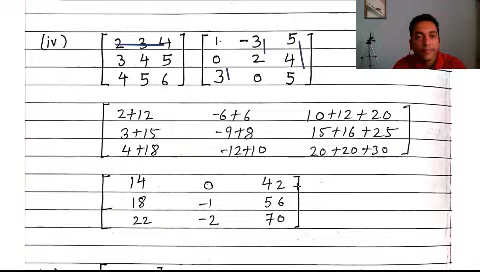 (iv) [2 3 4] [1 -3 5]
[3 4 5] [0 2 4]
[4 5 6] [3 0 5]
[2+12 -6+6 10+12+20]
[3+15 -9+8 15+16+25]
[4+18 -12+10 20+20+30]
[14 0 42]
[18 -1 56]
[22 -2 70]